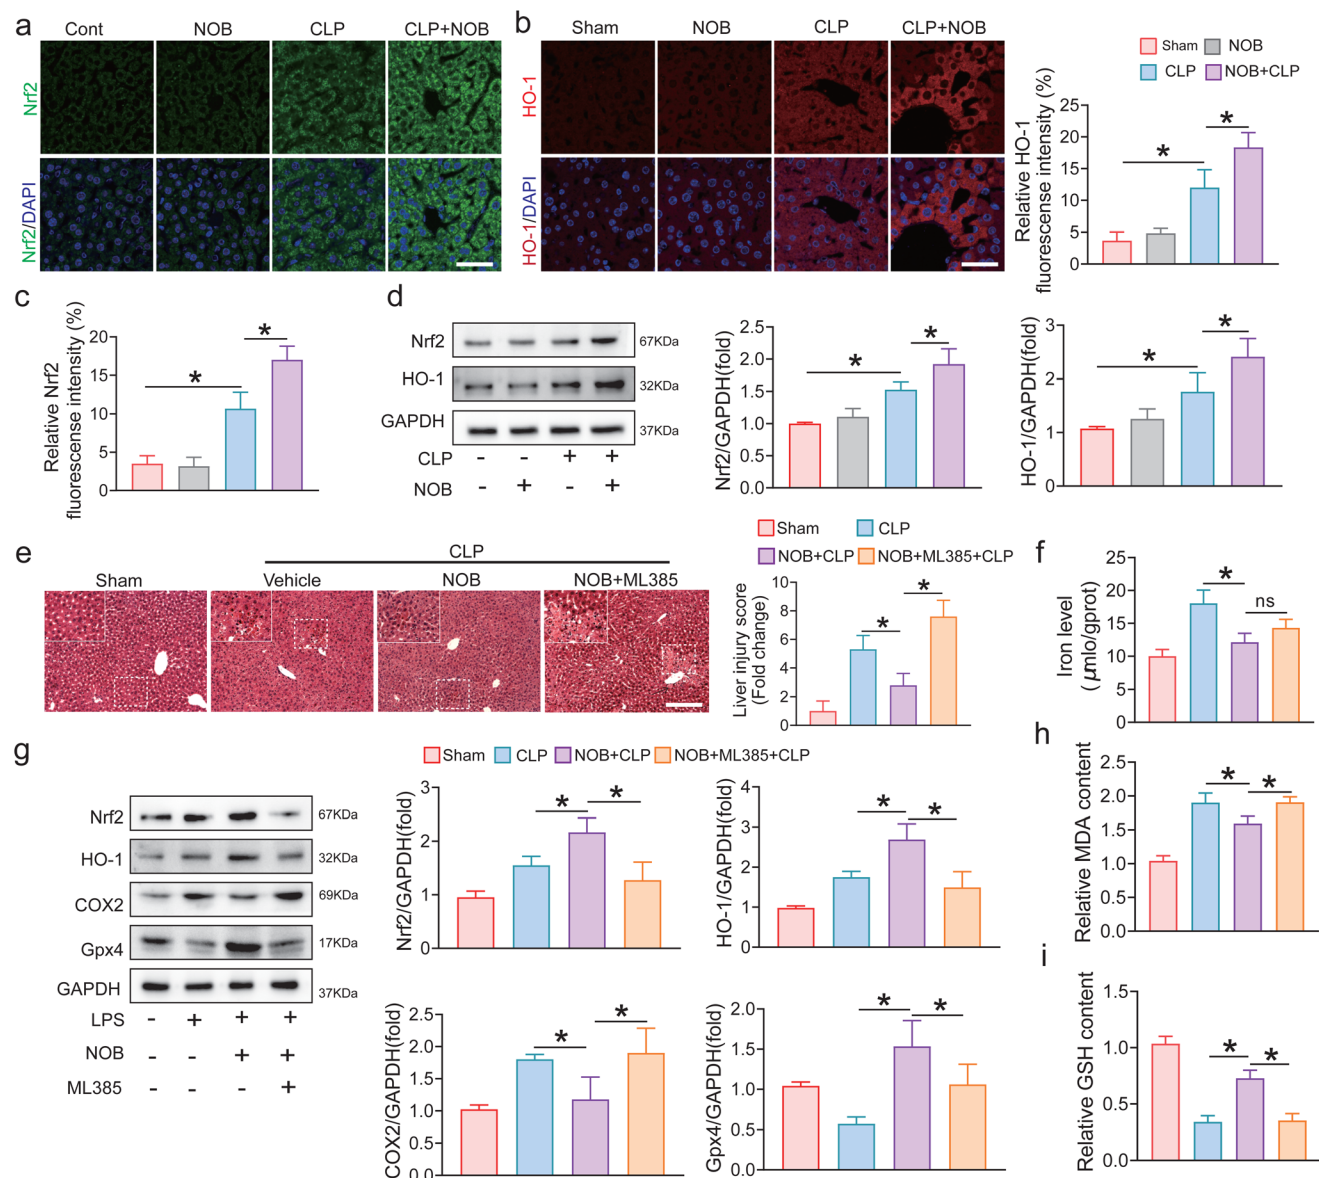 a
Cont NOB CLP CLP+NOB
Nrf2
Nrf2/DAPI
b
Sham NOB CLP CLP+NOB
HO-1
HO-1/DAPI
Sham NOB
CLP NOB+CLP
Relative HO-1
fluorescense intensity (%)
25
20
15
10
5
0
*
*
c
Relative Nrf2
fluorescense intensity (%)
20
15
10
5
0
*
*
d
Nrf2 67KDa
HO-1 32KDa
GAPDH 37KDa
CLP - - + +
NOB - + - +
Nrf2/GAPDH(fold)
2.5
2.0
1.5
1.0
0.5
0.0
*
*
HO-1/GAPDH(fold)
3
2
1
0
*
*
e
CLP
Sham Vehicle NOB NOB+ML385
Sham CLP
NOB+CLP NOB+ML385+CLP
Liver injury score
(Fold change)
10
8
6
4
2
0
*
*
f
Iron level
(µmlo/gprot)
25
20
15
10
5
0
*
ns
g
Nrf2 67KDa
HO-1 32KDa
COX2 69KDa
Gpx4 17KDa
GAPDH 37KDa
LPS - + + +
NOB - - + +
ML385 - - - +
Sham CLP NOB+CLP NOB+ML385+CLP
Nrf2/GAPDH(fold)
3
2
1
0
*
*
HO-1/GAPDH(fold)
4
3
2
1
0
*
*
COX2/GAPDH(fold)
2.5
2.0
1.5
1.0
0.5
0.0
*
*
Gpx4/GAPDH(fold)
2.0
1.5
1.0
0.5
0.0
*
*
h
Relative MDA content
2.5
2.0
1.5
1.0
0.5
0.0
*
*
i
Relative GSH content
1.5
1.0
0.5
0.0
*
*